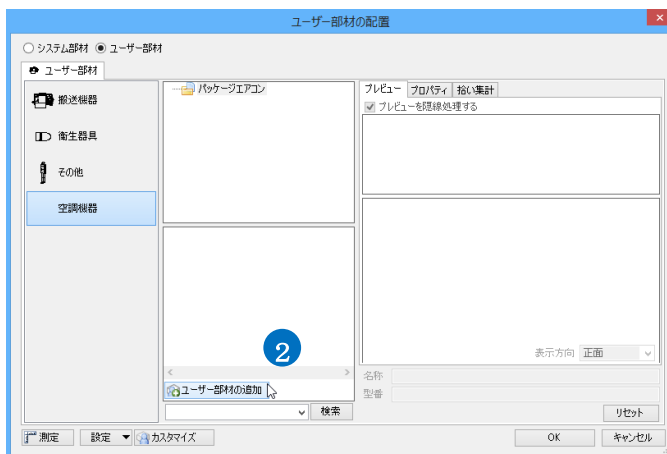 ユーザー部材の配置
×
システム部材 ユーザー部材
ユーザー部材
搬送機器
衛生器具
その他
空調機器
パッケージエアコン
2
ユーザー部材の追加
検索
プレビュー プロパティ 拾い集計
プレビューを隠線処理する
表示方向 正面
名称
型番
リセット
測定 設定 カスタマイズ OK キャンセル